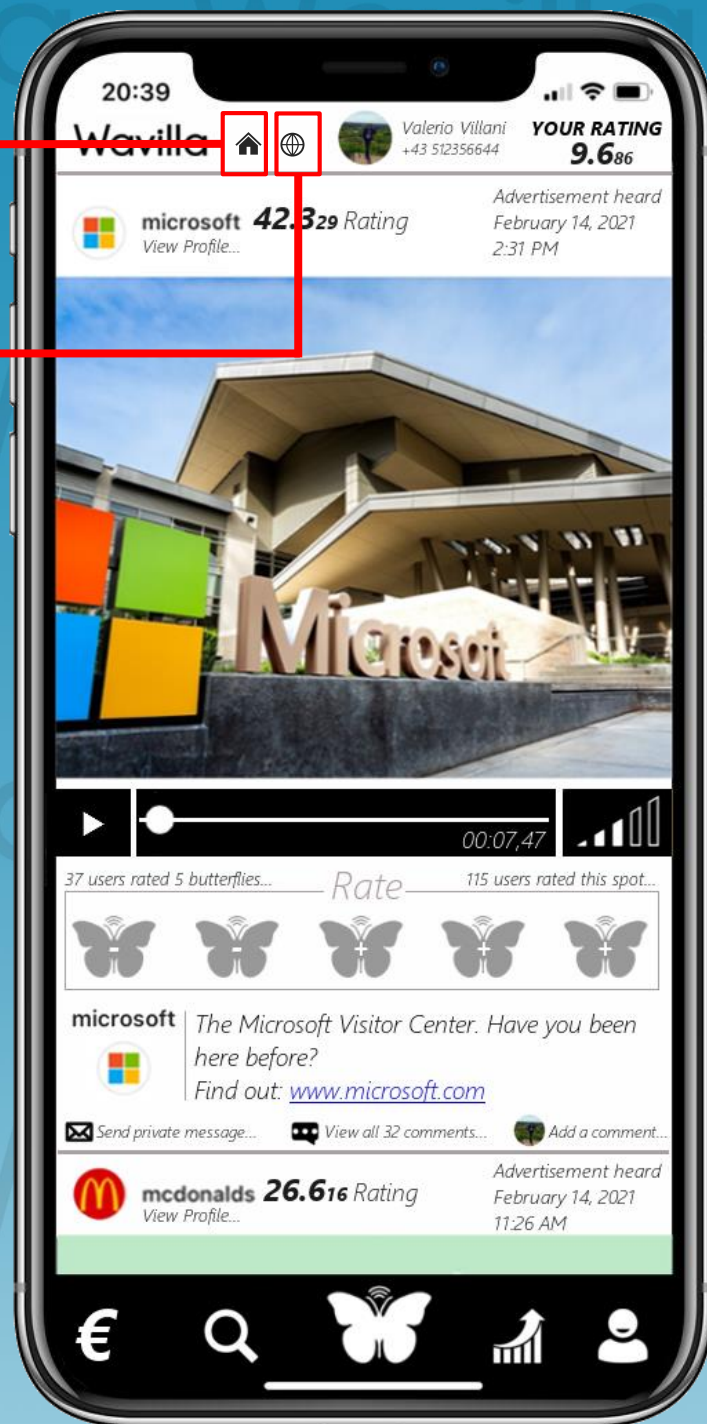 20:39
Wavilla
Valerio Villani
+43 512356644
YOUR RATING
9.686
microsoft 42.329 Rating
View Profile...
Advertisement heard
February 14, 2021
2:31 PM
Microsoft
00:07,47
37 users rated 5 butterflies...
Rate
115 users rated this spot...
microsoft
The Microsoft Visitor Center. Have you been
here before?
Find out: www.microsoft.com
Send private message...
View all 32 comments...
Add a comment...
mcdonalds 26.616 Rating
View Profile...
Advertisement heard
February 14, 2021
11:26 AM
€